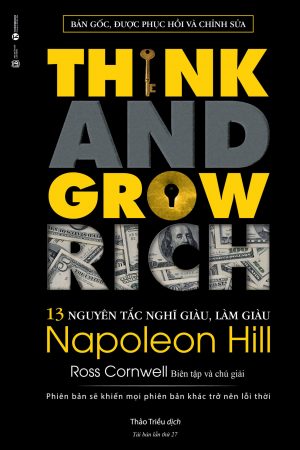 BẢN GỐC, ĐƯỢC PHỤC HỒI VÀ CHỈNH SỬA
THINK
AND
GROW
RICH
13 NGUYÊN TẮC NGHĨ GIÀU, LÀM GIÀU
Napoleon Hill
Ross Cornwell Biên tập và chú giải
Phiên bản sẽ khiến mọi phiên bản khác trở nên lỗi thời
Thảo Triều dịch
Tái bản lần thứ 27